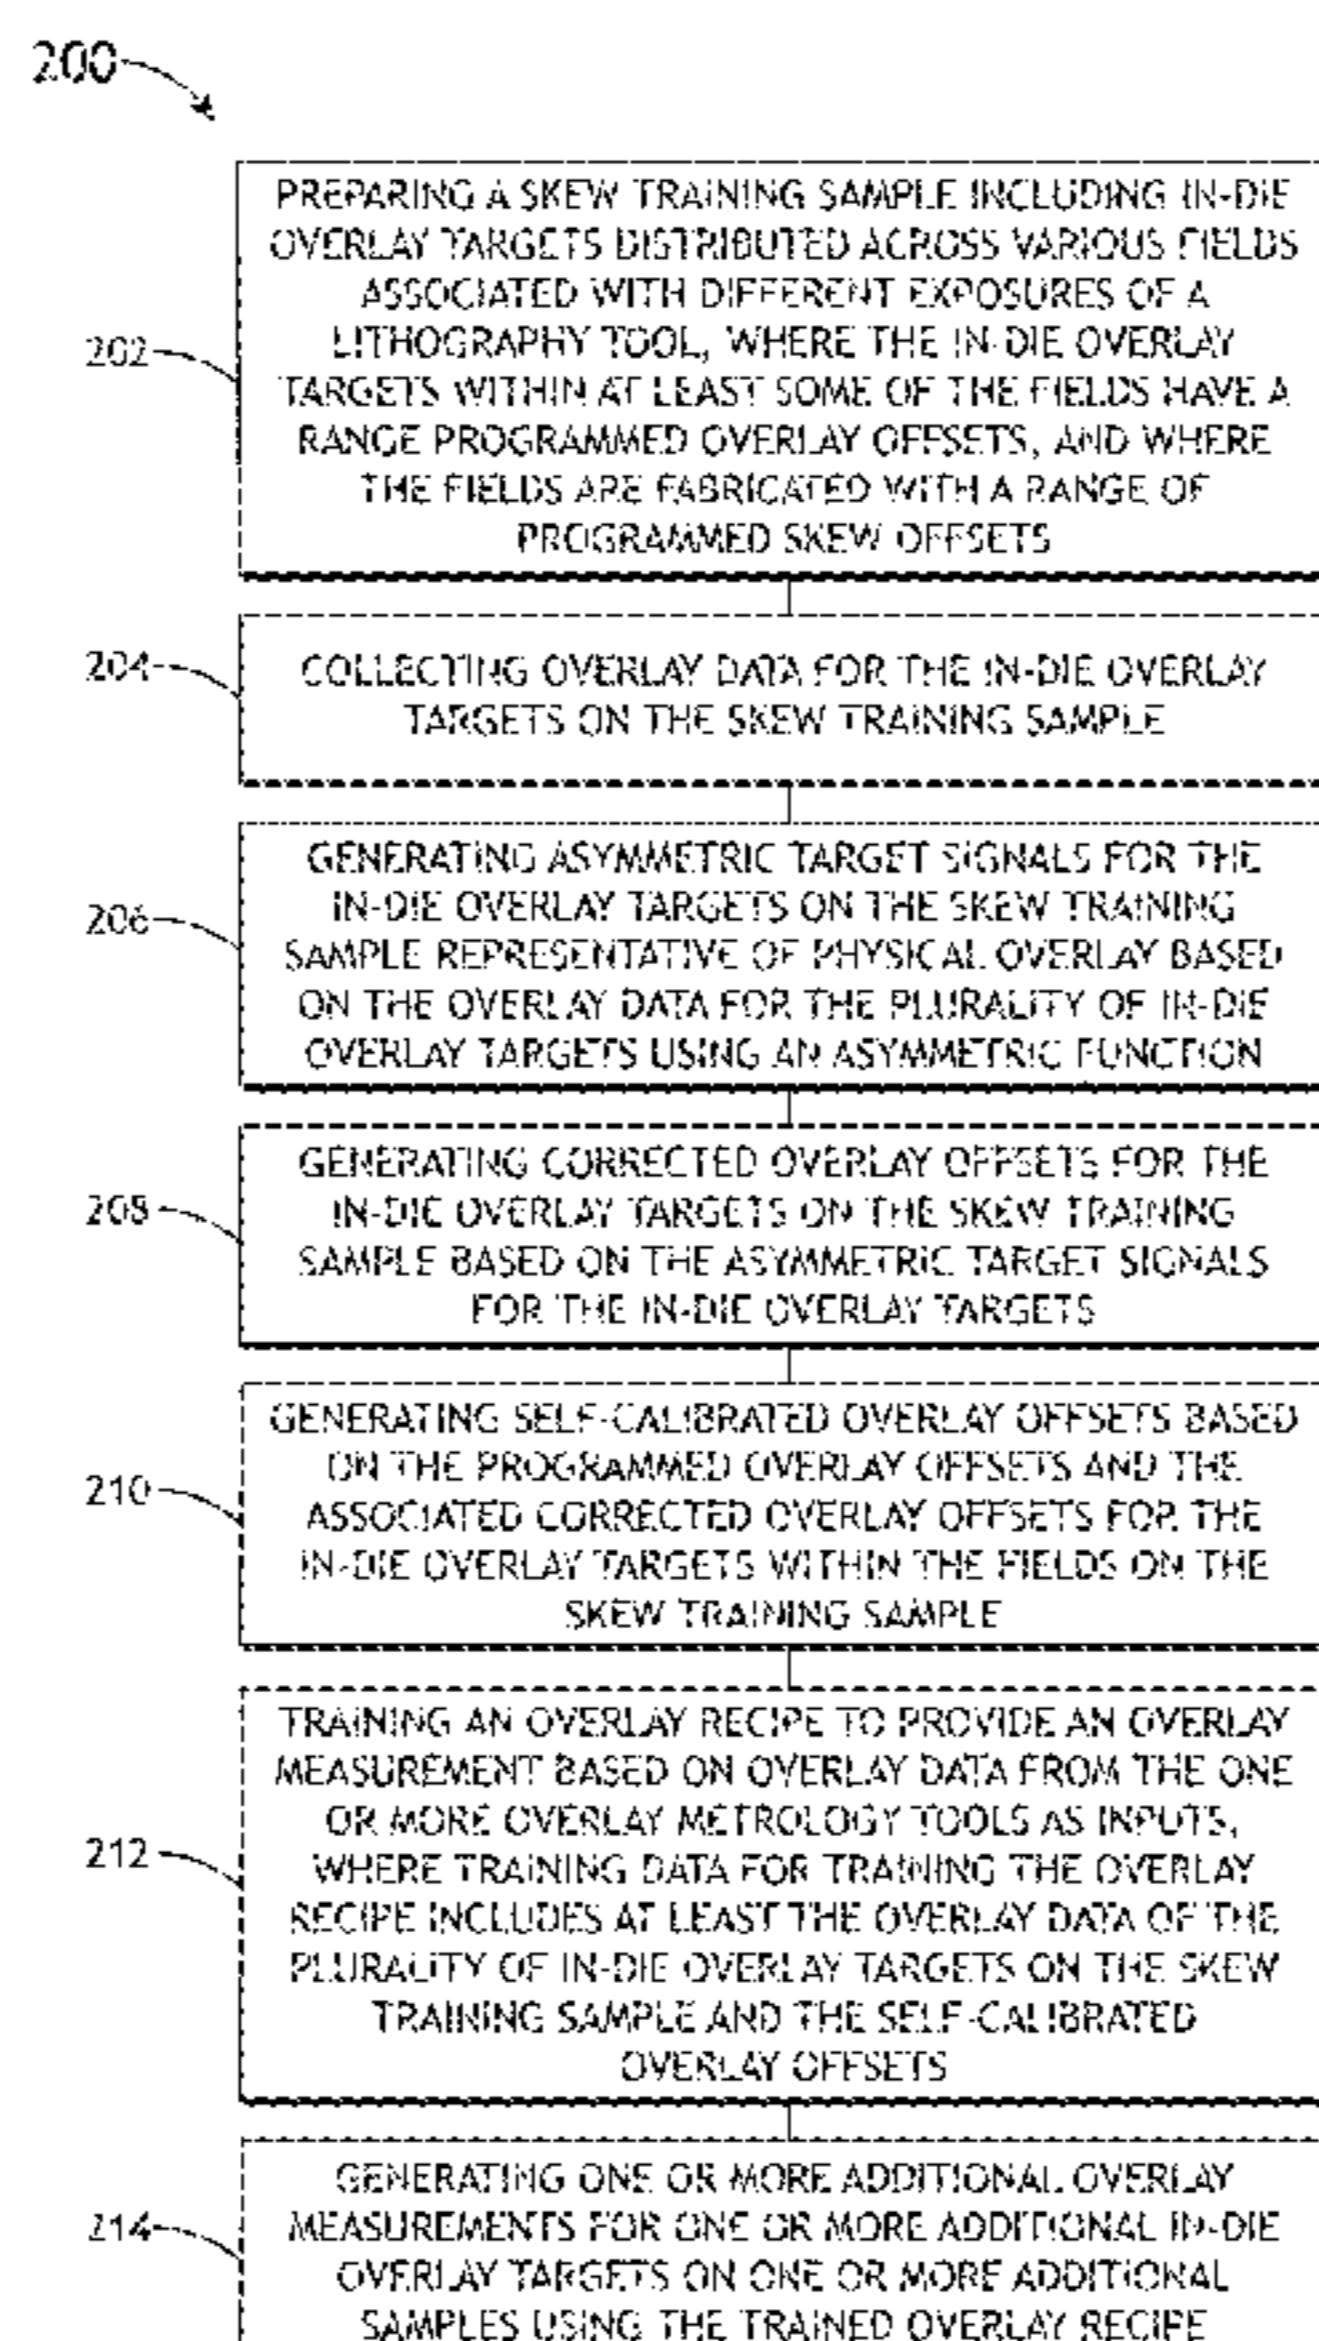 200
202
PREPARING A SKEW TRAINING SAMPLE INCLUDING IN-DIE
OVERLAY TARGETS DISTRIBUTED ACROSS VARIOUS FIELDS
ASSOCIATED WITH DIFFERENT EXPOSURES OF A
LITHOGRAPHY TOOL, WHERE THE IN-DIE OVERLAY
TARGETS WITHIN AT LEAST SOME OF THE FIELDS HAVE A
RANGE PROGRAMMED OVERLAY OFFSETS, AND WHERE
THE FIELDS ARE FABRICATED WITH A RANGE OF
PROGRAMMED SKEW OFFSETS
204
COLLECTING OVERLAY DATA FOR THE IN-DIE OVERLAY
TARGETS ON THE SKEW TRAINING SAMPLE
206
GENERATING ASYMMETRIC TARGET SIGNALS FOR THE
IN-DIE OVERLAY TARGETS ON THE SKEW TRAINING
SAMPLE REPRESENTATIVE OF PHYSICAL OVERLAY BASED
ON THE OVERLAY DATA FOR THE PLURALITY OF IN-DIE
OVERLAY TARGETS USING AN ASYMMETRIC FUNCTION
208
GENERATING CORRECTED OVERLAY OFFSETS FOR THE
IN-DIE OVERLAY TARGETS ON THE SKEW TRAINING
SAMPLE BASED ON THE ASYMMETRIC TARGET SIGNALS
FOR THE IN-DIE OVERLAY TARGETS
210
GENERATING SELF-CALIBRATED OVERLAY OFFSETS BASED
ON THE PROGRAMMED OVERLAY OFFSETS AND THE
ASSOCIATED CORRECTED OVERLAY OFFSETS FOR THE
IN-DIE OVERLAY TARGETS WITHIN THE FIELDS ON THE
SKEW TRAINING SAMPLE
212
TRAINING AN OVERLAY RECIPE TO PROVIDE AN OVERLAY
MEASUREMENT BASED ON OVERLAY DATA FROM THE ONE
OR MORE OVERLAY METROLOGY TOOLS AS INPUTS,
WHERE TRAINING DATA FOR TRAINING THE OVERLAY
RECIPE INCLUDES AT LEAST THE OVERLAY DATA OF THE
PLURALITY OF IN-DIE OVERLAY TARGETS ON THE SKEW
TRAINING SAMPLE AND THE SELF-CALIBRATED
OVERLAY OFFSETS
214
GENERATING ONE OR MORE ADDITIONAL OVERLAY
MEASUREMENTS FOR ONE OR MORE ADDITIONAL IN-DIE
OVERLAY TARGETS ON ONE OR MORE ADDITIONAL
SAMPLES USING THE TRAINED OVERLAY RECIPE